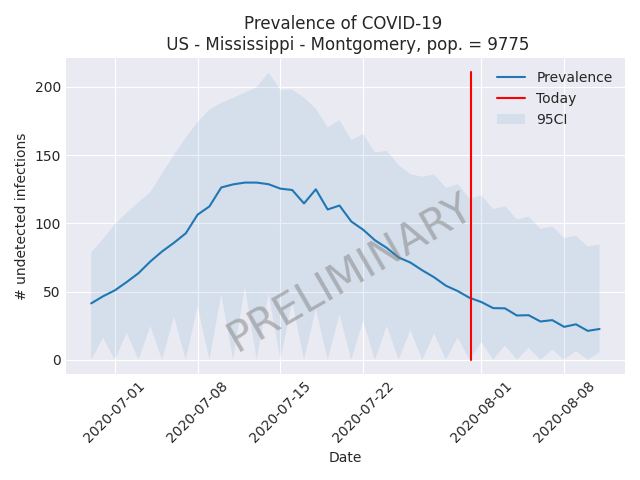 Prevalence of COVID-19
US - Mississippi - Montgomery, pop. = 9775
# undetected infections
200
150
100
50
0
Prevalence
Today
95CI
PRELIMINARY
2020-07-01
2020-07-08
2020-07-15
2020-07-22
2020-08-01
2020-08-08
Date